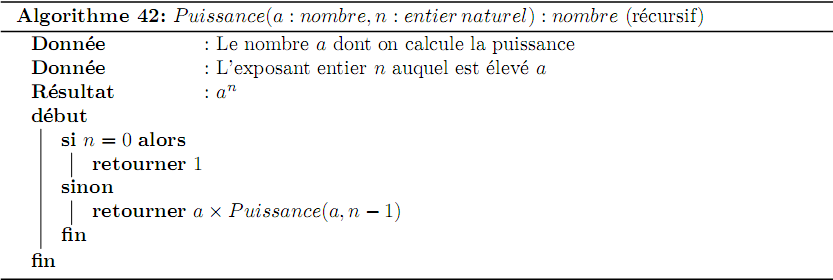 Algorithme 42: Puissance(a : nombre, n : entier naturel) : nombre (récursif)
Donnée : Le nombre a dont on calcule la puissance
Donnée : L'exposant entier n auquel est élevé a
Résultat : aⁿ
début
si n = 0 alors
retourner 1
sinon
retourner a × Puissance(a, n − 1)
fin
fin